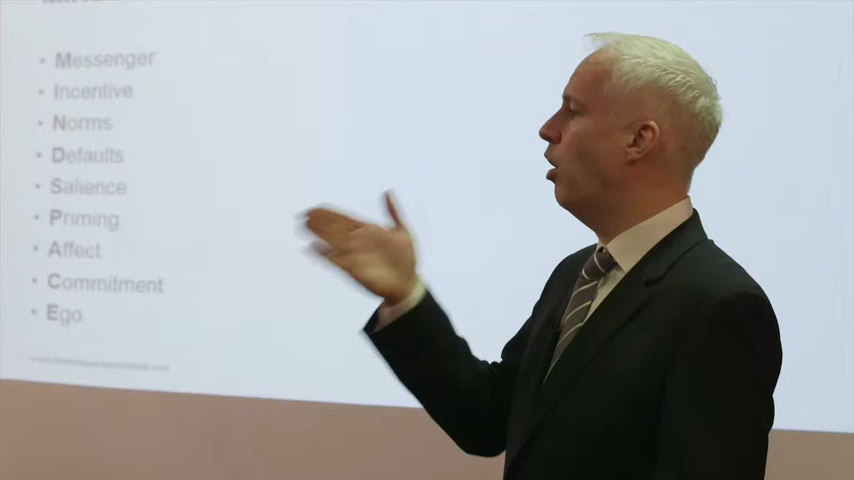 • Messenger
• Incentive
• Norms
• Defaults
• Salience
• Priming
• Affect
• Commitment
• Ego